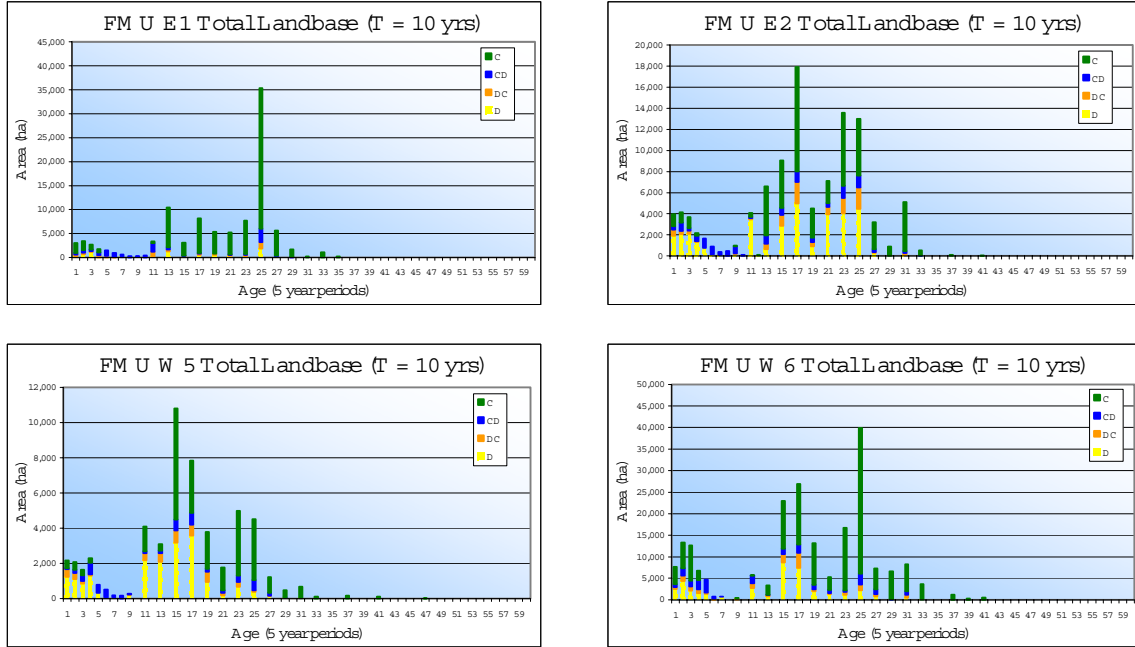 FMU E1 Total Landbase (T = 10 yrs)
45,000
40,000
35,000
30,000
25,000
20,000
15,000
10,000
5,000
0
Area (ha)
C
CD
DC
D
1 3 5 7 9 11 13 15 17 19 21 23 25 27 29 31 33 35 37 39 41 43 45 47 49 51 53 55 57 59
Age (5 year periods)
FMU E2 Total Landbase (T = 10 yrs)
20,000
18,000
16,000
14,000
12,000
10,000
8,000
6,000
4,000
2,000
0
Area (ha)
C
CD
DC
D
1 3 5 7 9 11 13 15 17 19 21 23 25 27 29 31 33 35 37 39 41 43 45 47 49 51 53 55 57 59
Age (5 year periods)
FMU W5 Total Landbase (T = 10 yrs)
12,000
10,000
8,000
6,000
4,000
2,000
0
Area (ha)
C
CD
DC
D
1 3 5 7 9 11 13 15 17 19 21 23 25 27 29 31 33 35 37 39 41 43 45 47 49 51 53 55 57 59
Age (5 year periods)
FMU W6 Total Landbase (T = 10 yrs)
50,000
45,000
40,000
35,000
30,000
25,000
20,000
15,000
10,000
5,000
0
Area (ha)
C
CD
DC
D
1 3 5 7 9 11 13 15 17 19 21 23 25 27 29 31 33 35 37 39 41 43 45 47 49 51 53 55 57 59
Age (5 year periods)